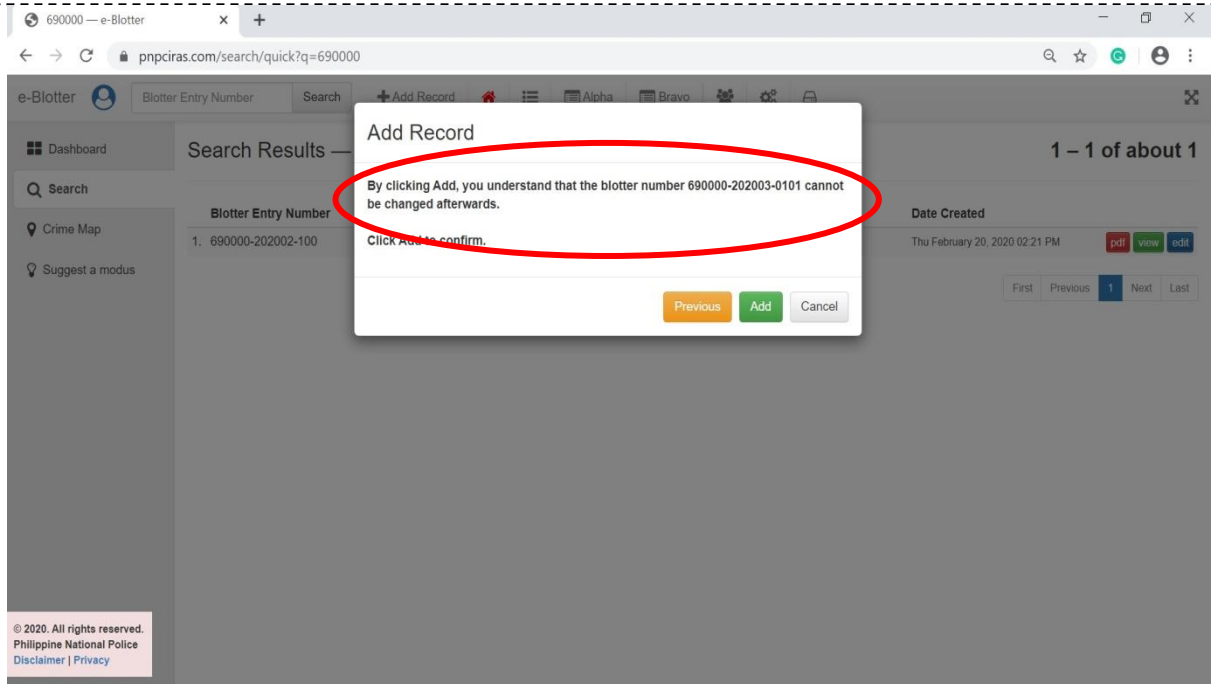 690000 — e-Blotter
pnpciras.com/search/quick?q=690000
e-Blotter Blotter Entry Number Search Add Record Alpha Bravo
Add Record
Dashboard
Search Results —
1 – 1 of about 1
Search
By clicking Add, you understand that the blotter number 690000-202003-0101 cannot
be changed afterwards.
Blotter Entry Number
Date Created
Crime Map
1. 690000-202002-100
Click Add to confirm.
Thu February 20, 2020 02:21 PM pdf view edit
Suggest a modus
First Previous 1 Next Last
Previous Add Cancel
© 2020. All rights reserved.
Philippine National Police
Disclaimer | Privacy